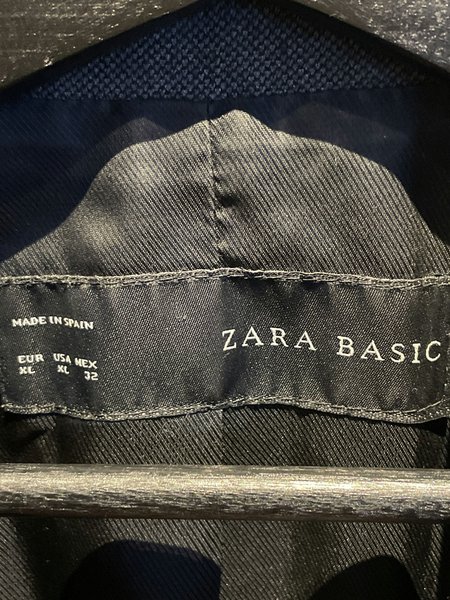 MADE IN SPAIN
ZARA BASIC
EUR USA MEX
XL XL 32